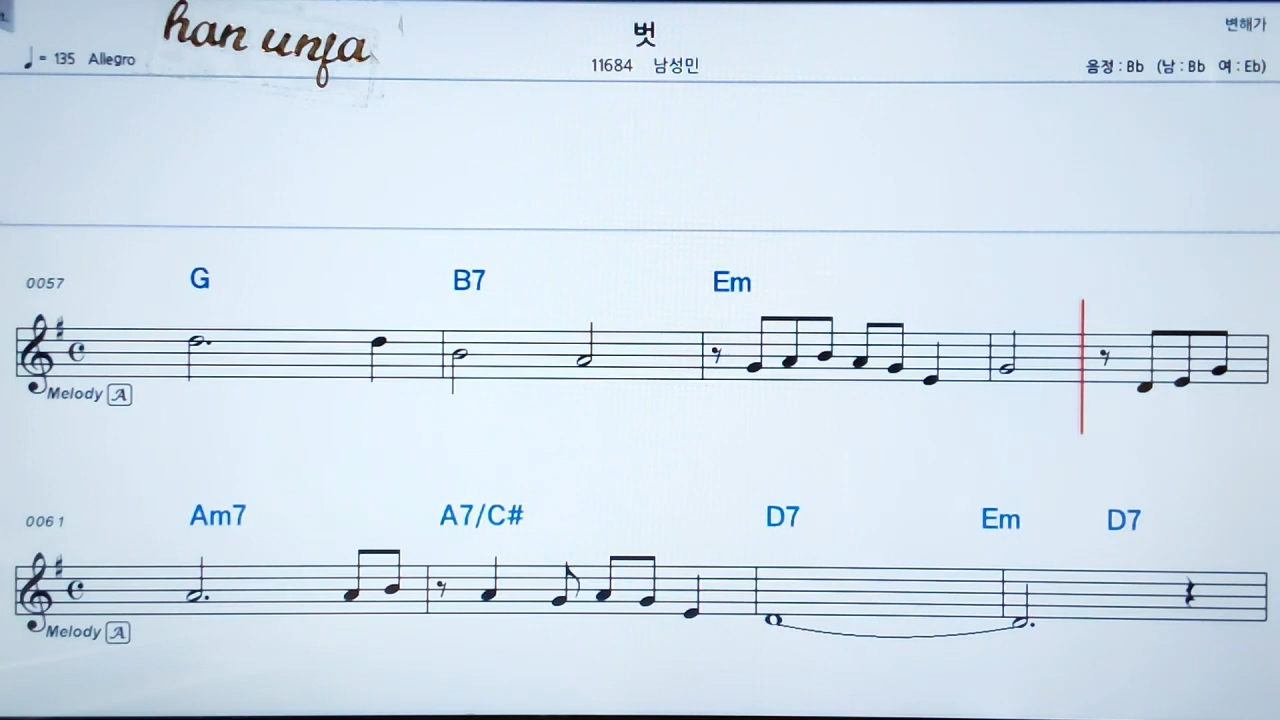 han unja
벗
변해가
♩= 135 Allegro
11684 남성민
음정 : Bb (남 : Bb 여 : Eb)
0057
G B7 Em
Melody A
0061
Am7 A7/C# D7 Em D7
Melody A